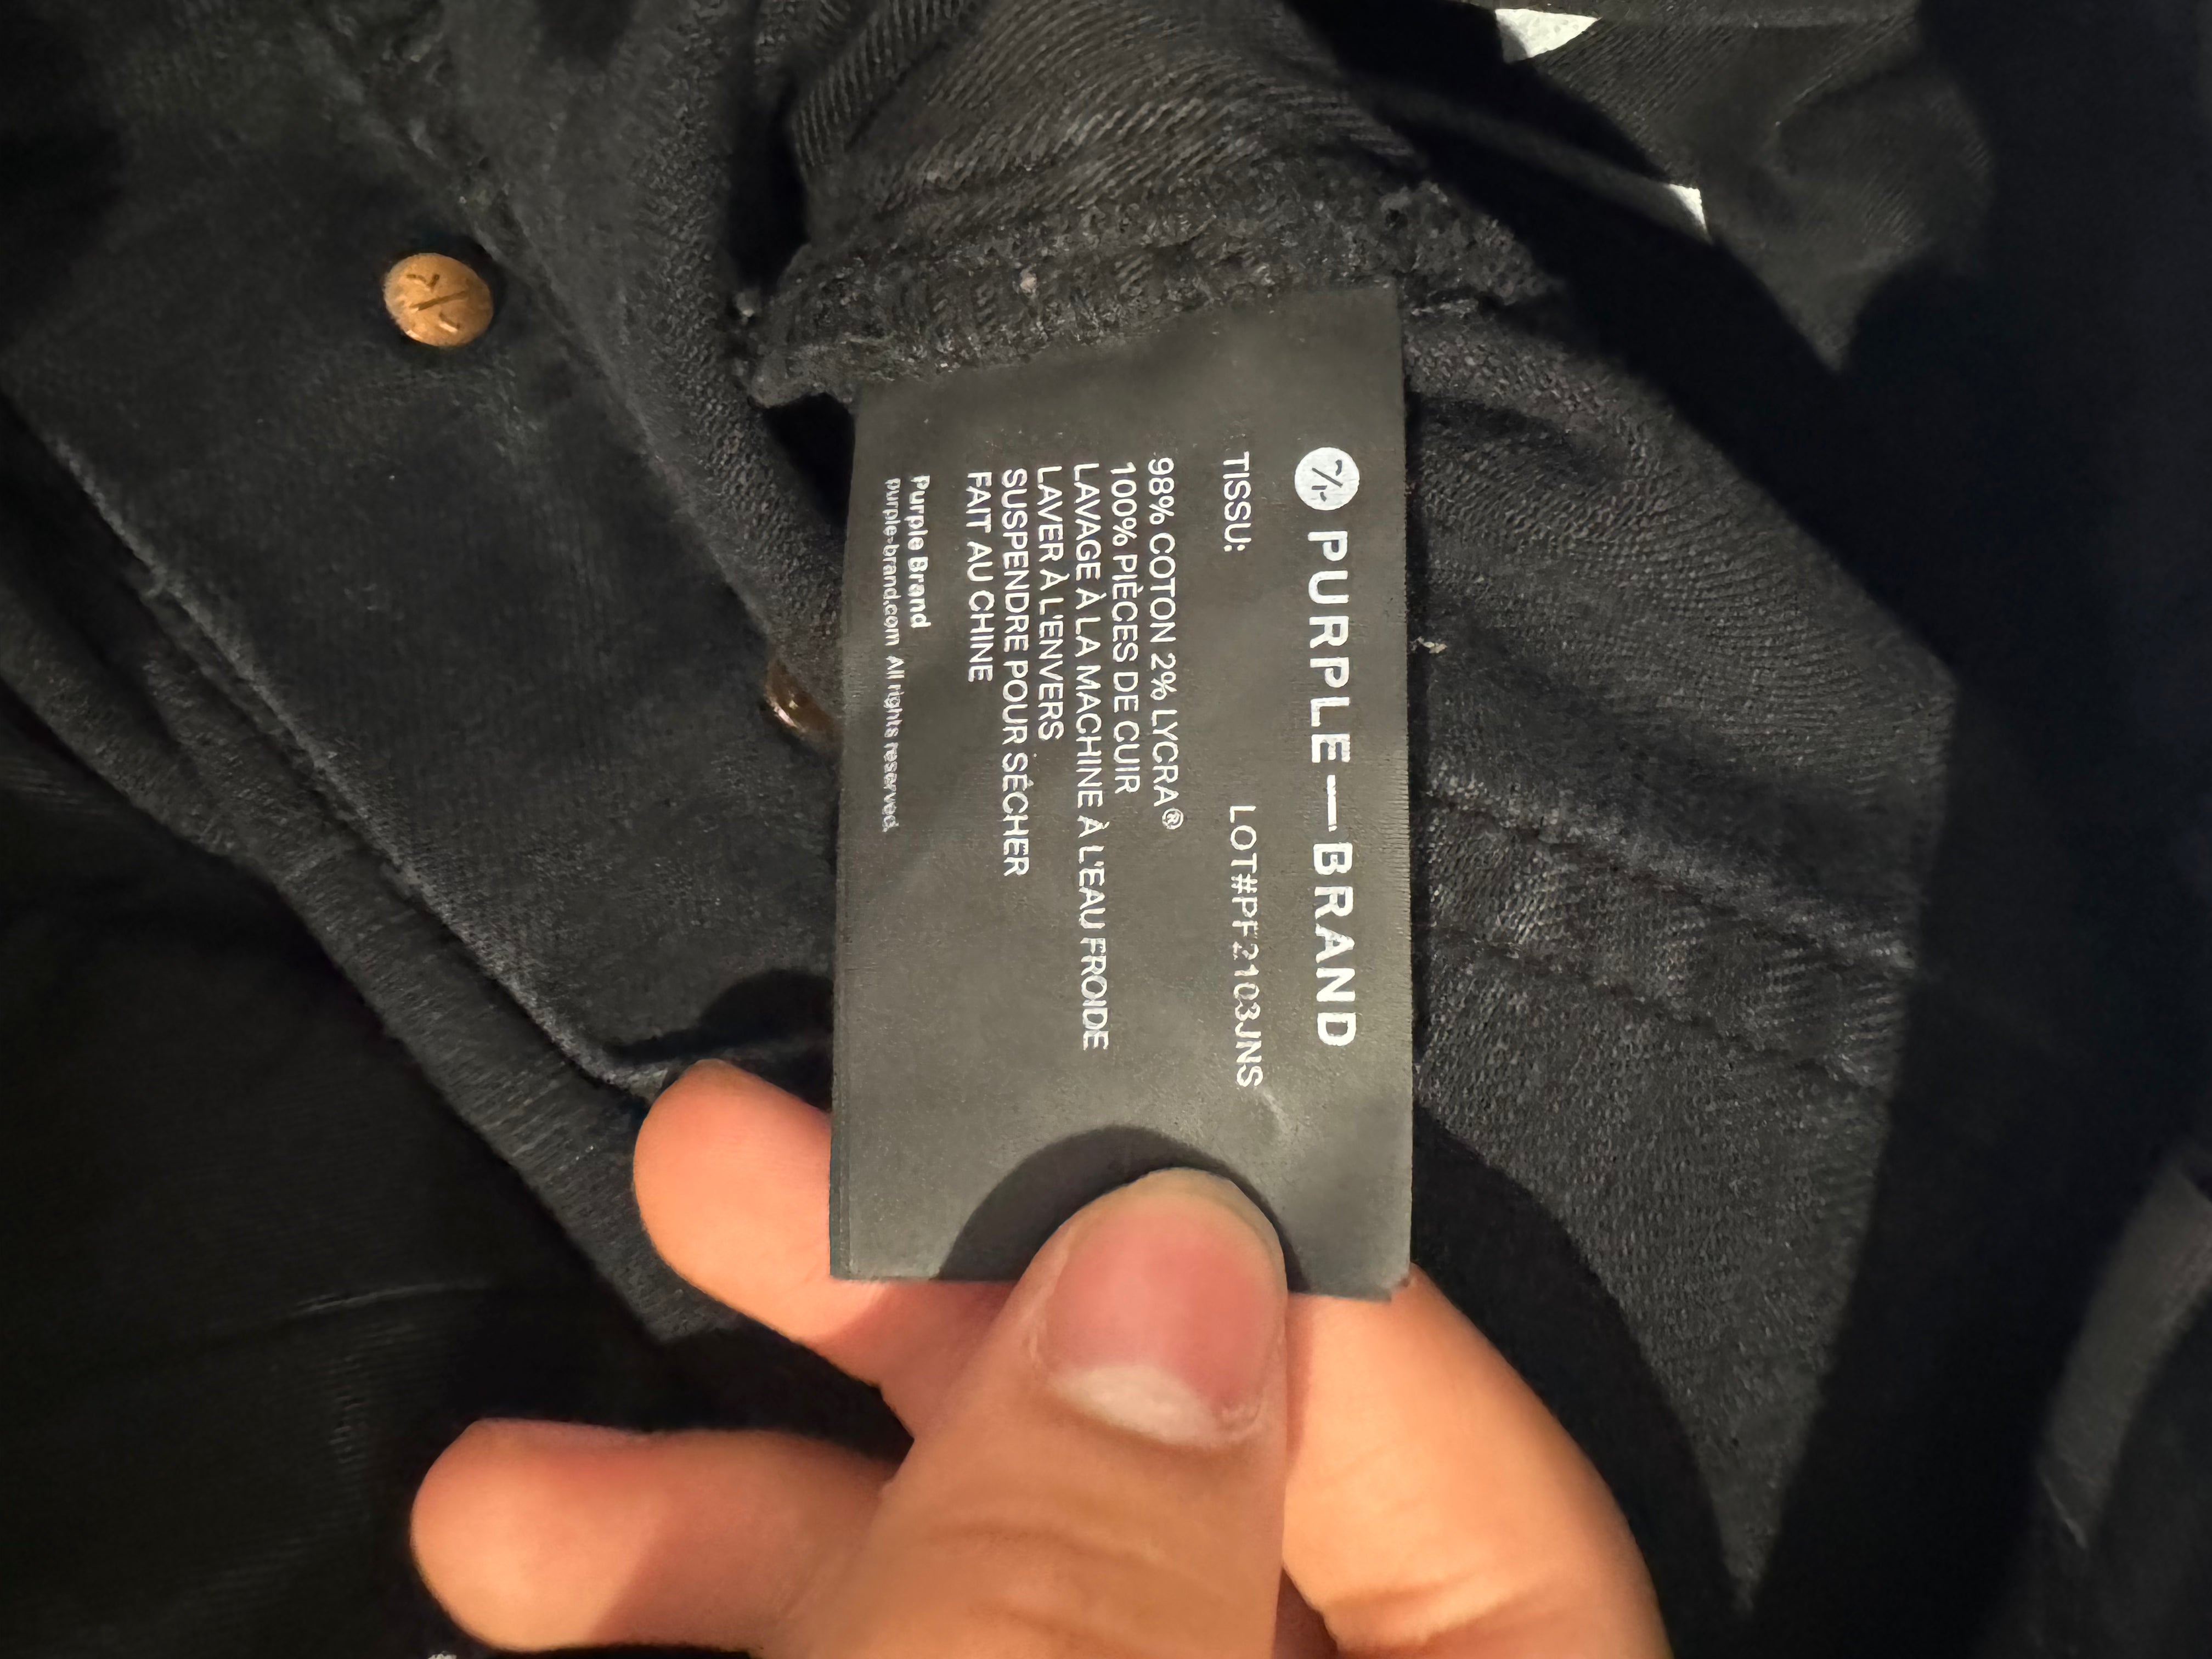 PURPLE—BRAND
TISSU: LOT#PF2103JNS
98% COTON 2% LYCRA®
100% PIÈCES DE CUIR
LAVAGE À LA MACHINE À L'EAU FROIDE
LAVER À L'ENVERS
SUSPENDRE POUR SÉCHER
FAIT AU CHINE
Purple Brand
purple-brand.com All rights reserved.